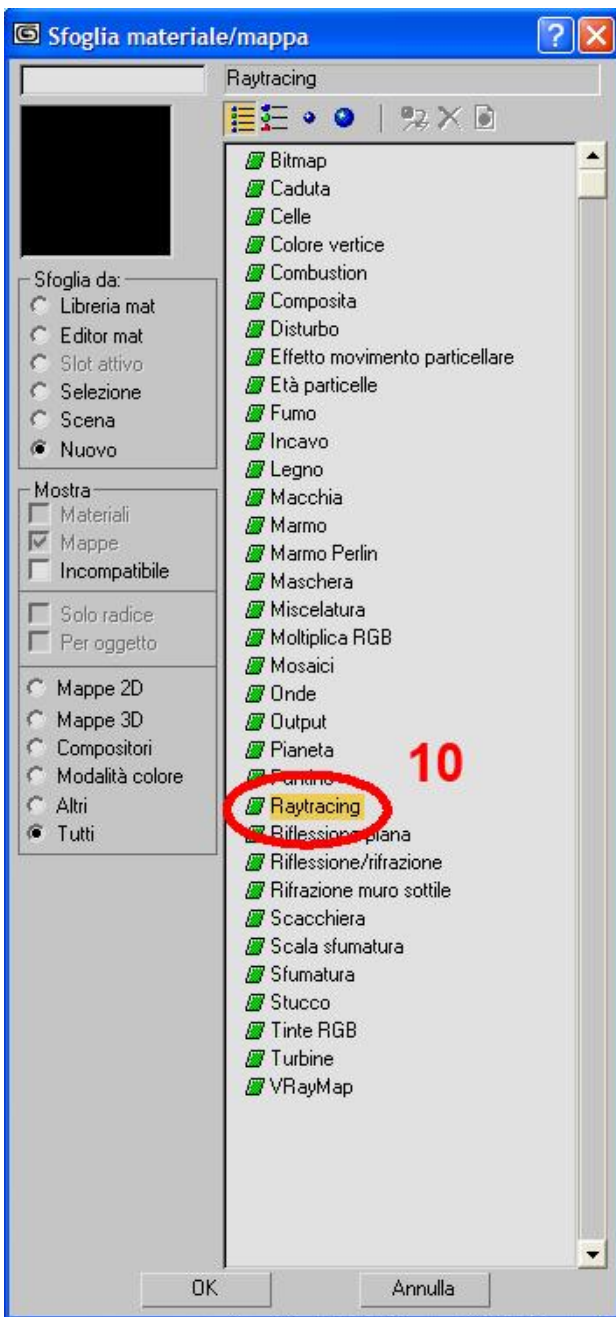 Sfoglia materiale/mappa
Raytracing
Sfoglia da:
Libreria mat
Editor mat
Slot attivo
Selezione
Scena
Nuovo
Mostra
Materiali
Mappe
Incompatibile
Solo radice
Per oggetto
Mappe 2D
Mappe 3D
Compositori
Modalità colore
Altri
Tutti
Bitmap
Caduta
Celle
Colore vertice
Combustion
Composita
Disturbo
Effetto movimento particellare
Età particelle
Fumo
Incavo
Legno
Macchia
Marmo
Marmo Perlin
Maschera
Miscelatura
Moltiplica RGB
Mosaici
Onde
Output
Pianeta
10
Raytracing
Riflessione piana
Riflessione/rifrazione
Rifrazione muro sottile
Scacchiera
Scala sfumatura
Sfumatura
Stucco
Tinte RGB
Turbine
VRayMap
OK
Annulla